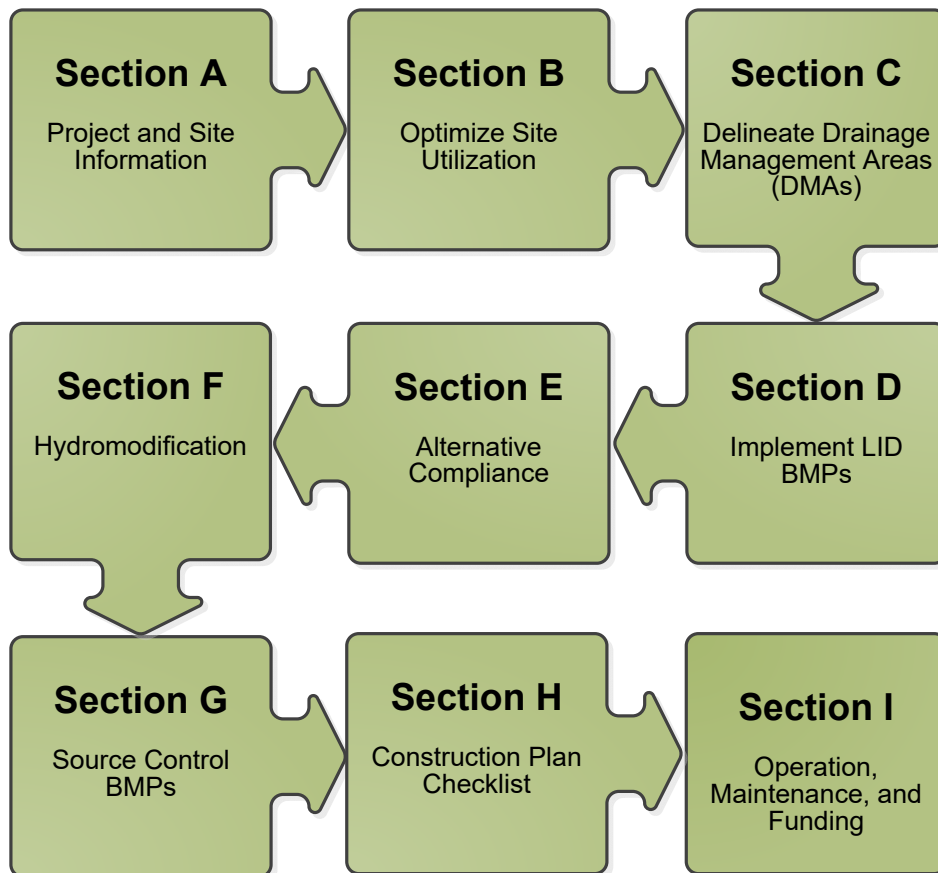 Section A
Project and Site
Information
Section B
Optimize Site
Utilization
Section C
Delineate Drainage
Management Areas
(DMAs)
Section D
Implement LID
BMPs
Section E
Alternative
Compliance
Section F
Hydromodification
Section G
Source Control
BMPs
Section H
Construction Plan
Checklist
Section I
Operation,
Maintenance, and
Funding